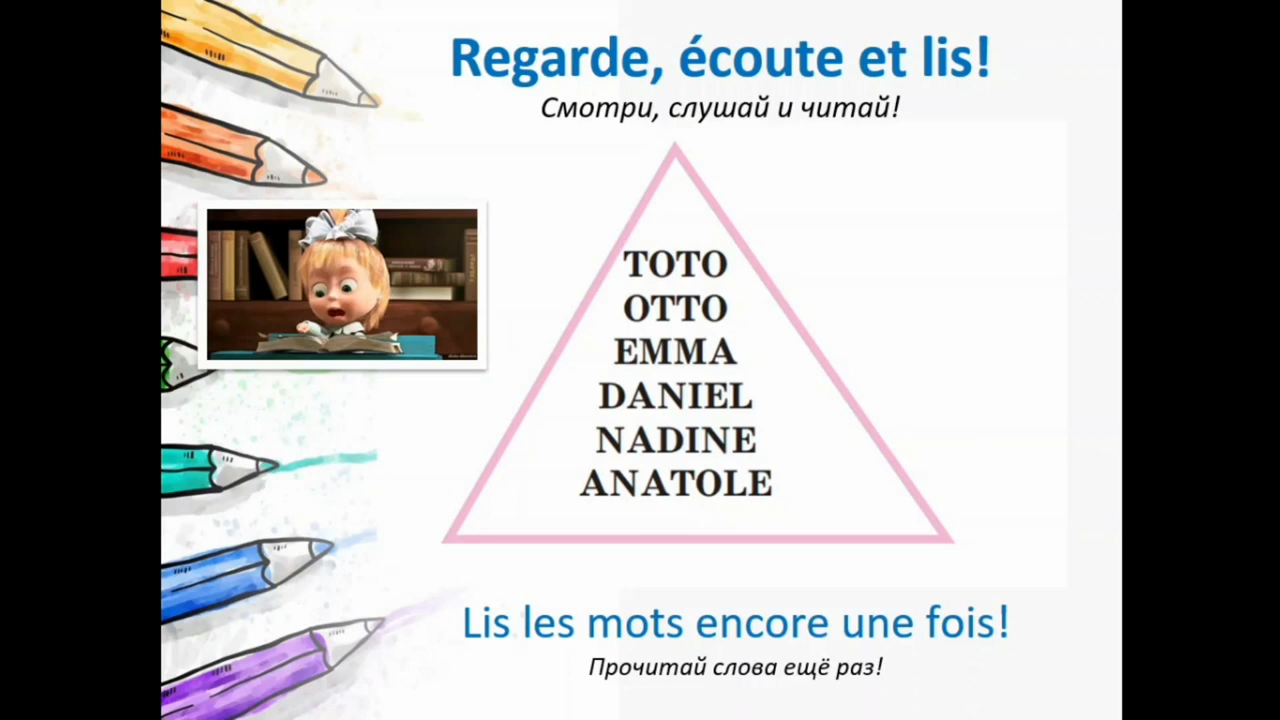 Regarde, écoute et lis!
Смотри, слушай и читай!
TOTO
OTTO
EMMA
DANIEL
NADINE
ANATOLE
Lis les mots encore une fois!
Прочитай слова ещё раз!